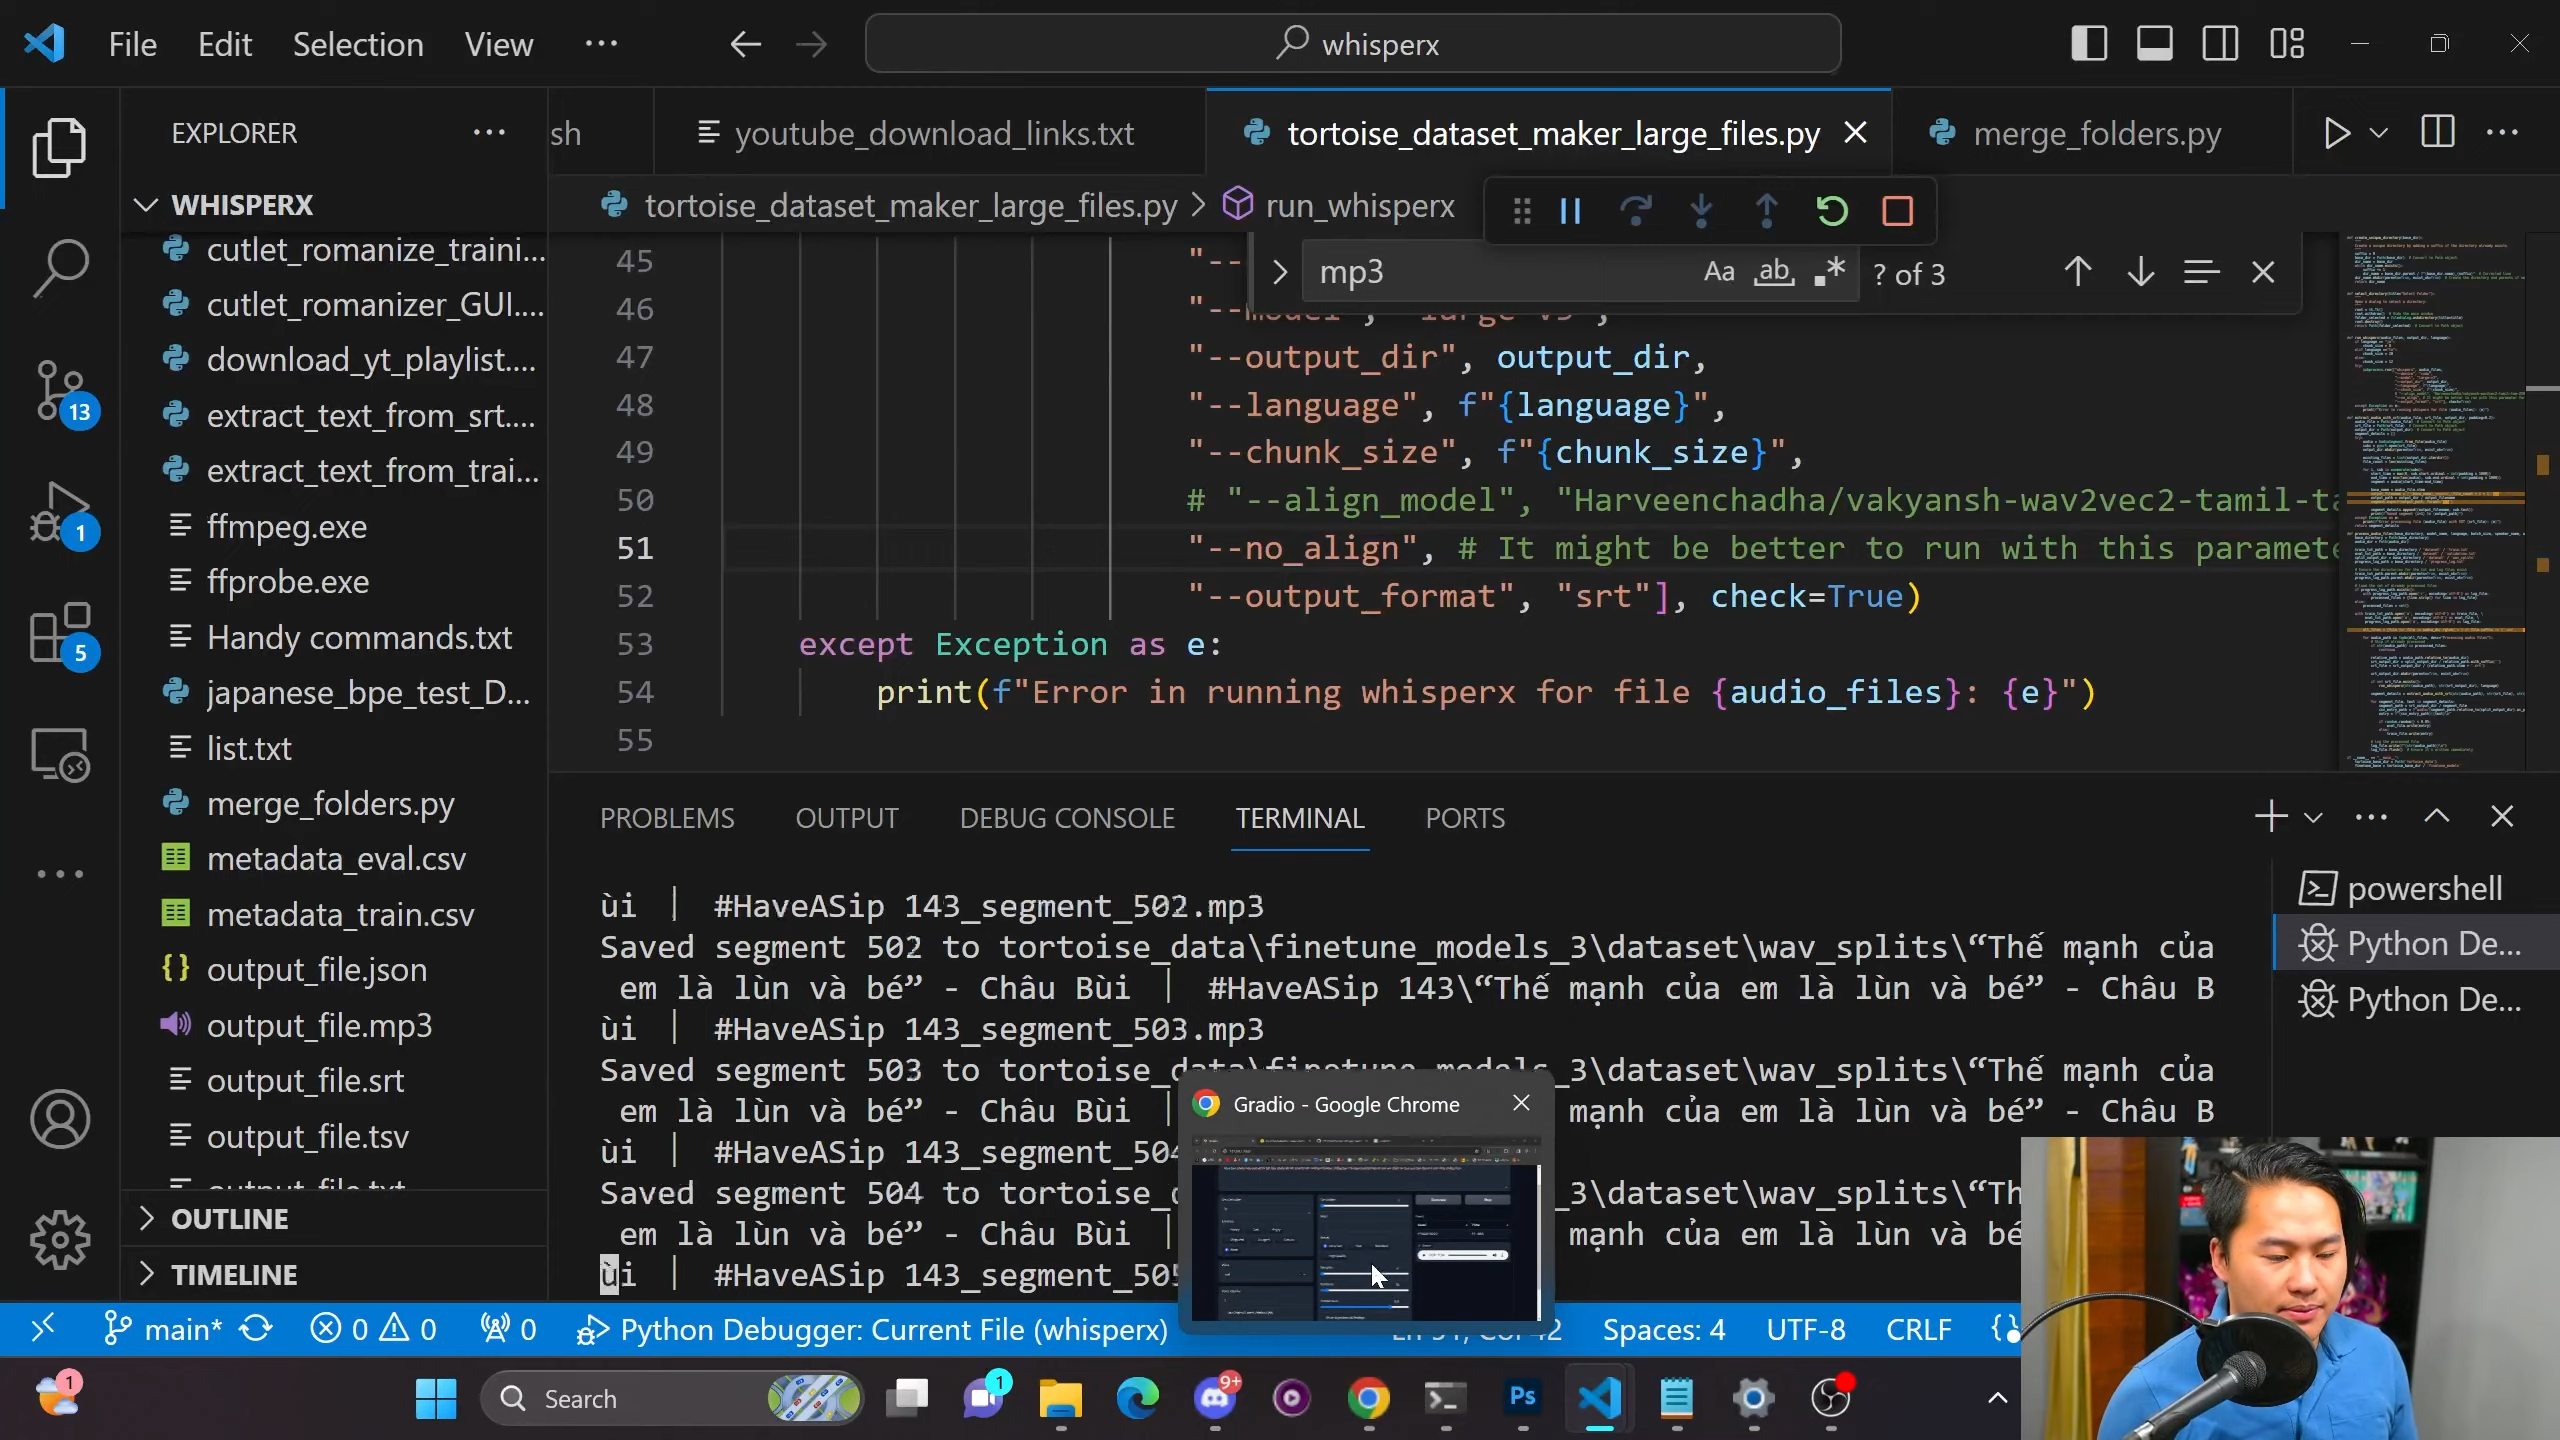 File Edit Selection View ··· whisperx
EXPLORER ···
sh youtube_download_links.txt tortoise_dataset_maker_large_files.py merge_folders.py ···
WHISPERX
tortoise_dataset_maker_large_files.py > run_whisperx
cutlet_romanize_traini...
cutlet_romanizer_GUI....
download_yt_playlist....
extract_text_from_srt....
extract_text_from_trai...
ffmpeg.exe
ffprobe.exe
Handy commands.txt
japanese_bpe_test_D...
list.txt
merge_folders.py
metadata_eval.csv
metadata_train.csv
output_file.json
output_file.mp3
output_file.srt
output_file.tsv
OUTLINE
TIMELINE
13
1
5
mp3 Aa ab .* ? of 3
45 "--
46
47 "--output_dir", output_dir,
48 "--language", f"{language}",
49 "--chunk_size", f"{chunk_size}",
50 # "--align_model", "Harveenchadha/vakyansh-wav2vec2-tamil-t
51 "--no_align", # It might be better to run with this paramet
52 "--output_format", "srt"], check=True)
53 except Exception as e:
54 print(f"Error in running whisperx for file {audio_files}: {e}")
55
PROBLEMS OUTPUT DEBUG CONSOLE TERMINAL PORTS
powershell
Python De...
Python De...
ùi | #HaveASip 143_segment_502.mp3
Saved segment 502 to tortoise_data\finetune_models_3\dataset\wav_splits\“Thế mạnh của
em là lùn và bé” - Châu Bùi | #HaveASip 143\“Thế mạnh của em là lùn và bé” - Châu B
ùi | #HaveASip 143_segment_503.mp3
Saved segment 503 to tortoise_data\finetune_models_3\dataset\wav_splits\“Thế mạnh của
em là lùn và bé” - Châu Bùi | mạnh của em là lùn và bé” - Châu B
ùi | #HaveASip 143_segment_504
Saved segment 504 to tortoise_ _3\dataset\wav_splits\“Th
em là lùn và bé” - Châu Bùi | mạnh của em là lùn và bé
ùi | #HaveASip 143_segment_505
Gradio - Google Chrome
main* 0 0 0 Python Debugger: Current File (whisperx) Spaces: 4 UTF-8 CRLF
1 Search 1 9+ Ps